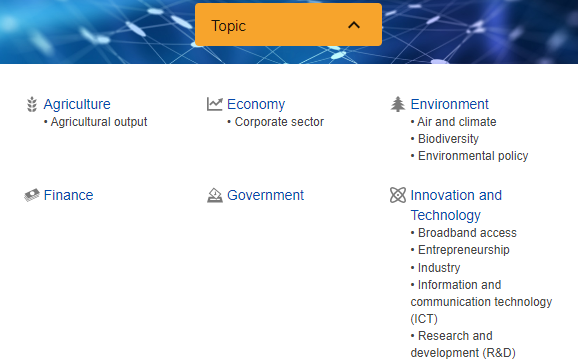 Topic
Agriculture
• Agricultural output
Economy
• Corporate sector
Environment
• Air and climate
• Biodiversity
• Environmental policy
Finance
Government
Innovation and
Technology
• Broadband access
• Entrepreneurship
• Industry
• Information and
communication technology
(ICT)
• Research and
development (R&D)